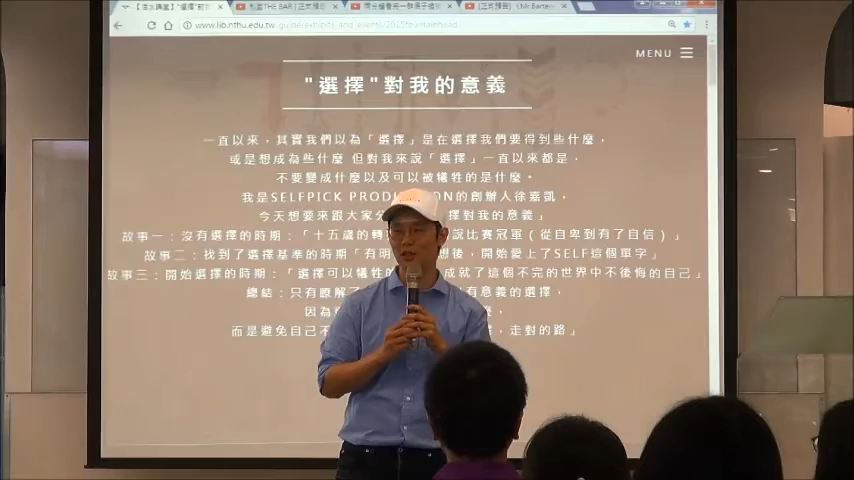 www.lib.nthu.edu.tw
MENU
"選擇"對我的意義
一直以來，其實我們以為「選擇」是在選擇我們要得到些什麼，
或是想成為些什麼 但對我來說「選擇」一直以來都是，
不要變成什麼以及可以被犧牲的是什麼。
我是SELFPICK PROD ON的創辦人徐嘉凱，
今天想要來跟大家分 擇對我的意義」
故事一：沒有選擇的時期：「十五歲的轉 說比賽冠軍（從自卑到有了自信）」
故事二：找到了選擇基準的時期「有明 想後，開始愛上了SELF這個單字」
故事三：開始選擇的時期：「選擇可以犧牲 成就了這個不完的世界中不後悔的自己」
總結：只有瞭解 有意義的選擇，
因為 麼，
而是避免自己不 走對的路」